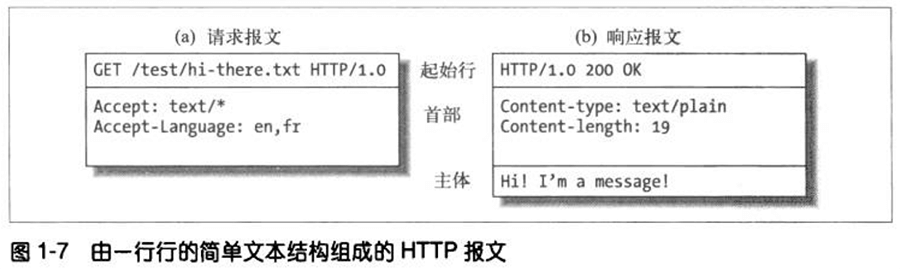 (a) 请求报文
GET /test/hi-there.txt HTTP/1.0
Accept: text/*
Accept-Language: en,fr
起始行
首部
主体
(b) 响应报文
HTTP/1.0 200 OK
Content-type: text/plain
Content-length: 19
Hi! I'm a message!
图 1-7 由一行行的简单文本结构组成的 HTTP 报文